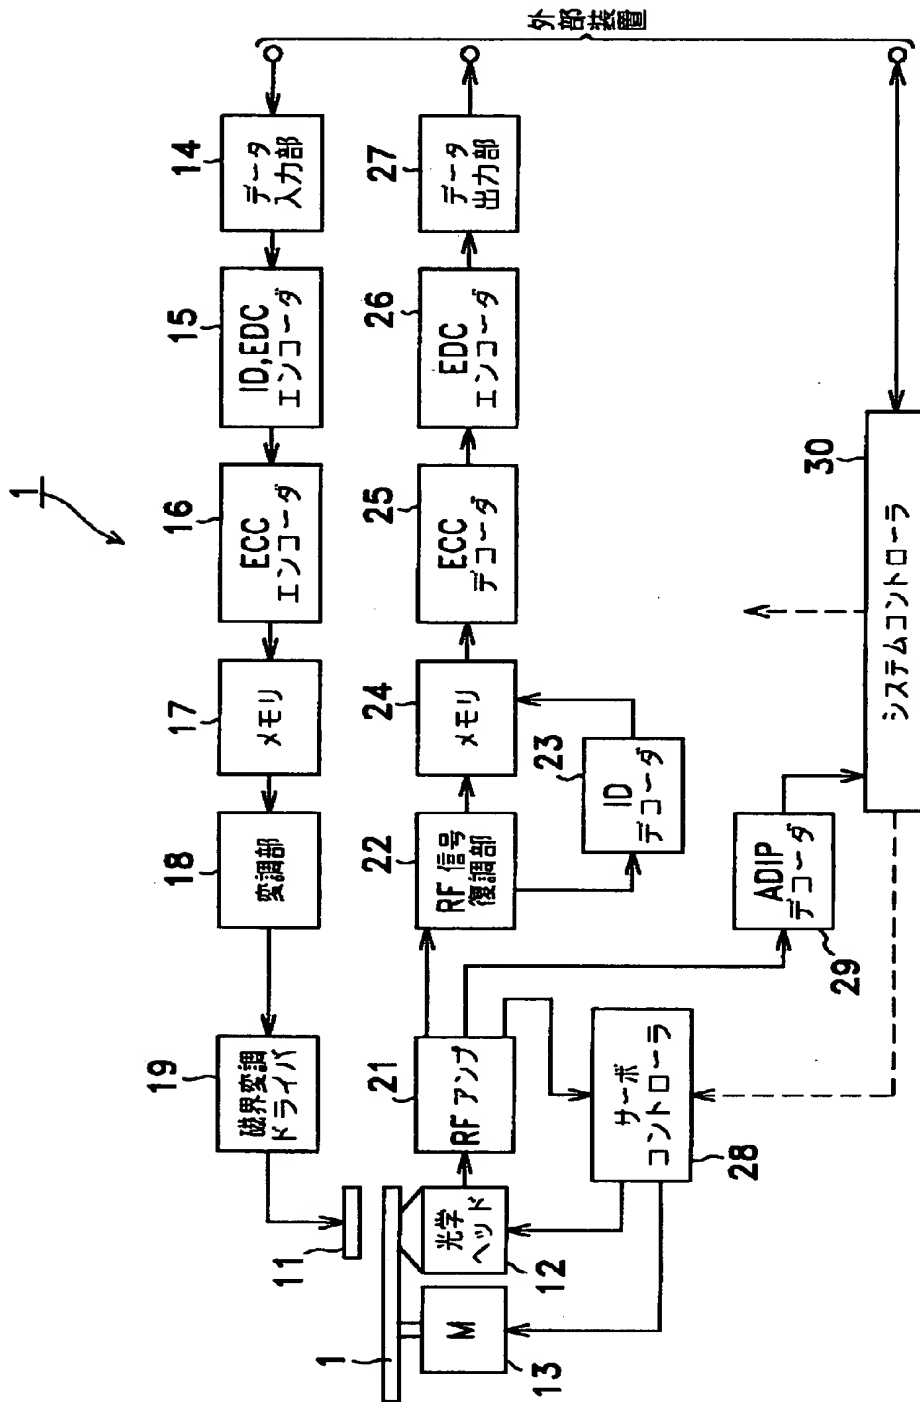 1
19
磁界変調
ドライバ
18
変調部
17
メモリ
16
ECC
エンコーダ
15
ID,EDC
エンコーダ
14
データ
入力部
外部装置
11
1
M
13
光学
ヘッド
12
21
RFアンプ
22
RF信号
復調部
24
メモリ
25
ECC
デコーダ
26
EDC
エンコーダ
27
データ
出力部
23
ID
デコーダ
サーボ
コントローラ
28
ADIP
デコーダ
29
30
システムコントローラ